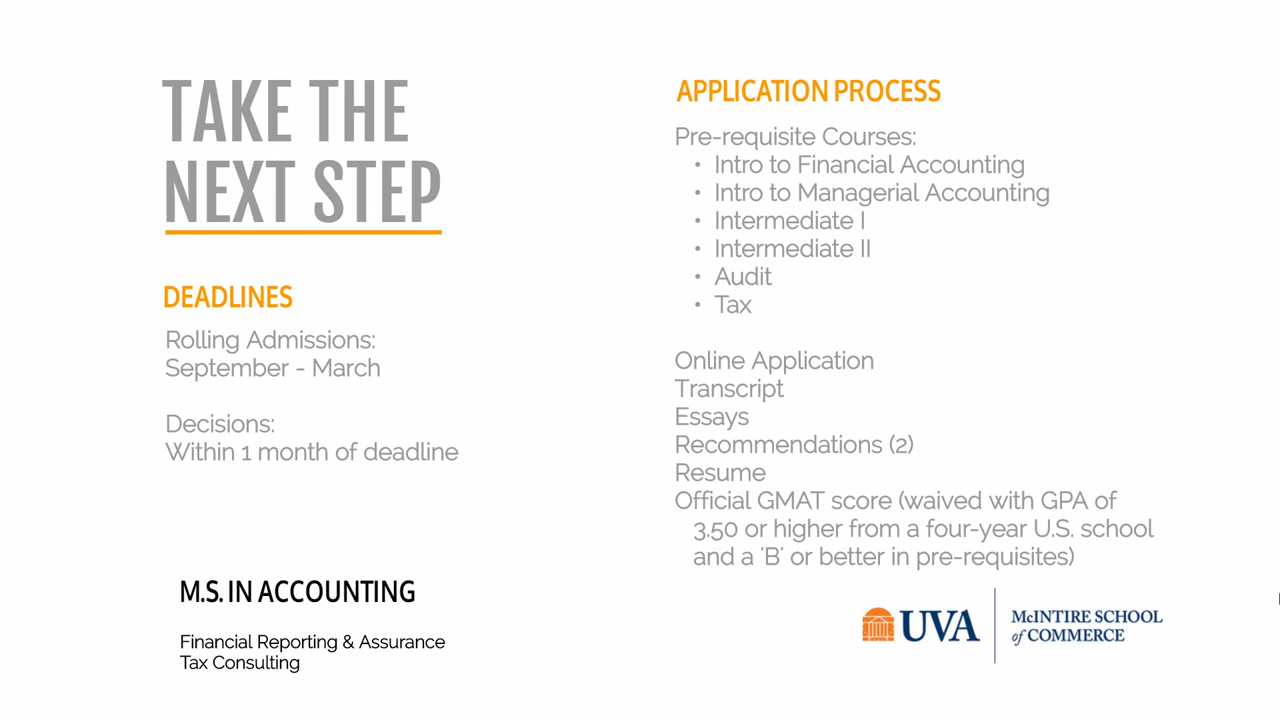 TAKE THE
NEXT STEP
DEADLINES
Rolling Admissions:
September - March
Decisions:
Within 1 month of deadline
M.S. IN ACCOUNTING
Financial Reporting & Assurance
Tax Consulting
APPLICATION PROCESS
Pre-requisite Courses:
• Intro to Financial Accounting
• Intro to Managerial Accounting
• Intermediate I
• Intermediate II
• Audit
• Tax
Online Application
Transcript
Essays
Recommendations (2)
Resume
Official GMAT score (waived with GPA of
3.50 or higher from a four-year U.S. school
and a 'B' or better in pre-requisites)
UVA
McINTIRE SCHOOL
of COMMERCE